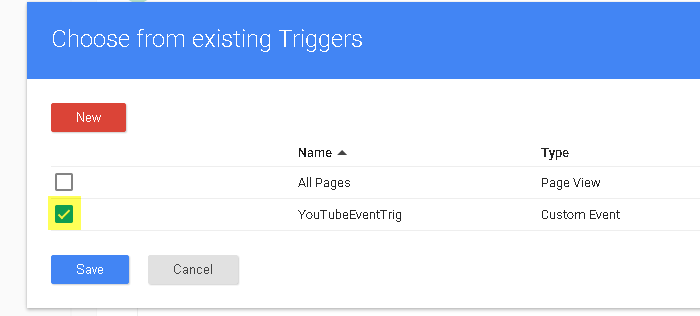 Choose from existing Triggers
New
Name Type
All Pages Page View
YouTubeEventTrig Custom Event
Save Cancel